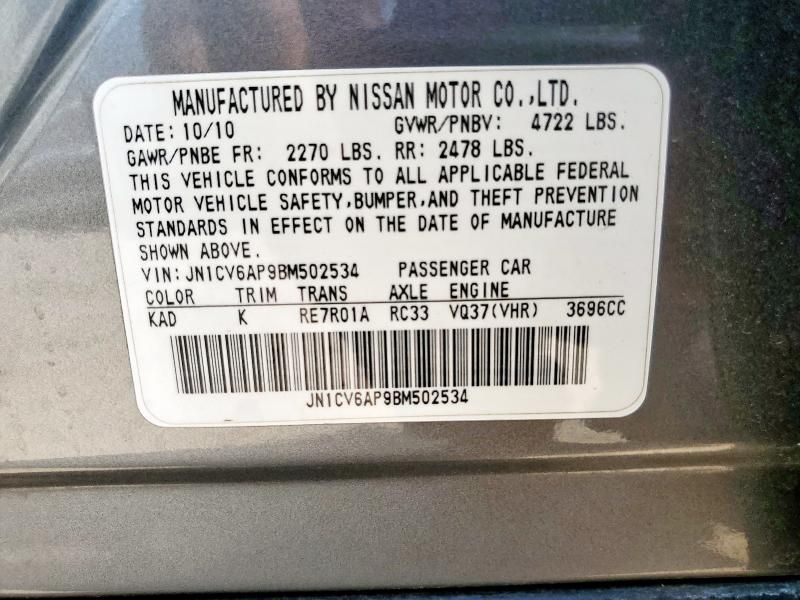 MANUFACTURED BY NISSAN MOTOR CO.,LTD.
DATE: 10/10 GVWR/PNBV: 4722 LBS.
GAWR/PNBE FR: 2270 LBS. RR: 2478 LBS.
THIS VEHICLE CONFORMS TO ALL APPLICABLE FEDERAL
MOTOR VEHICLE SAFETY,BUMPER,AND THEFT PREVENTION
STANDARDS IN EFFECT ON THE DATE OF MANUFACTURE
SHOWN ABOVE.
VIN:JN1CV6AP9BM502534 PASSENGER CAR
COLOR TRIM TRANS AXLE ENGINE
KAD K RE7R01A RC33 VQ37(VHR) 3696CC
JN1CV6AP9BM502534